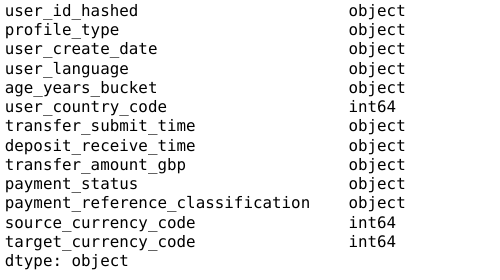 user_id_hashed object
profile_type object
user_create_date object
user_language object
age_years_bucket object
user_country_code int64
transfer_submit_time object
deposit_receive_time object
transfer_amount_gbp object
payment_status object
payment_reference_classification object
source_currency_code int64
target_currency_code int64
dtype: object